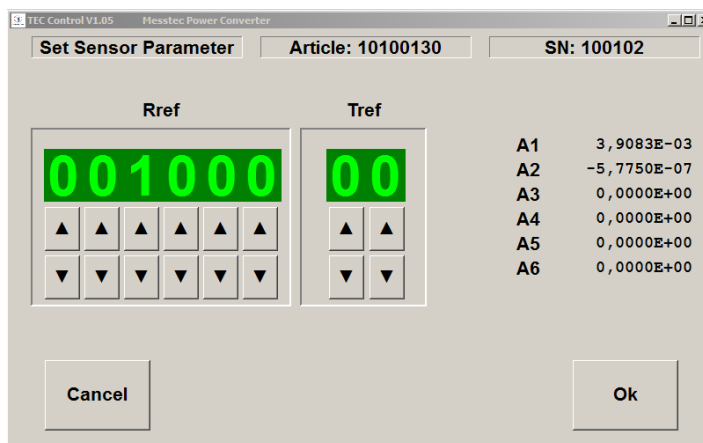 TEC Control V1.05 Messtec Power Converter
Set Sensor Parameter Article: 10100130 SN: 100102
Rref Tref
001000 00
A1 3,9083E-03
A2 -5,7750E-07
A3 0,0000E+00
A4 0,0000E+00
A5 0,0000E+00
A6 0,0000E+00
Cancel Ok